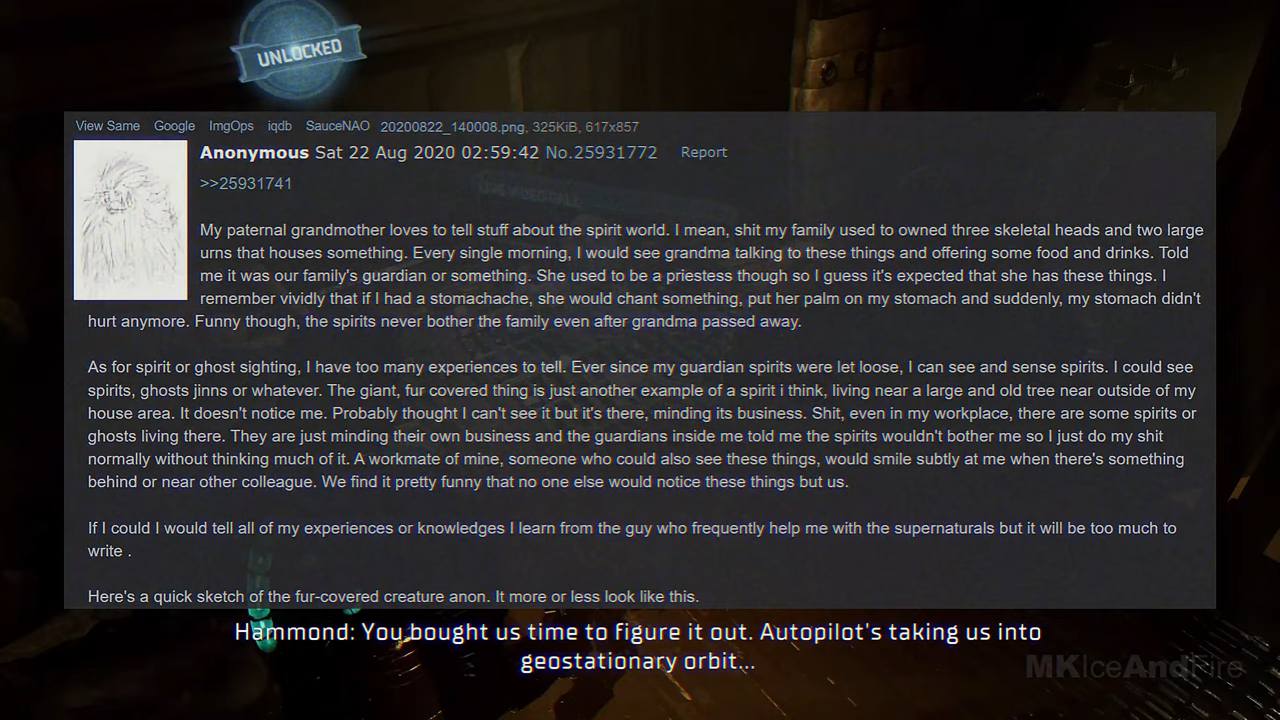 UNLOCKED
View Same Google ImgOps iqdb SauceNAO 20200822_140008.png, 325KiB, 617x857
Anonymous Sat 22 Aug 2020 02:59:42 No.25931772 Report
>>25931741
My paternal grandmother loves to tell stuff about the spirit world. I mean, shit my family used to owned three skeletal heads and two large
urns that houses something. Every single morning, I would see grandma talking to these things and offering some food and drinks. Told
me it was our family's guardian or something. She used to be a priestess though so I guess it's expected that she has these things. I
remember vividly that if I had a stomachache, she would chant something, put her palm on my stomach and suddenly, my stomach didn't
hurt anymore. Funny though, the spirits never bother the family even after grandma passed away.
As for spirit or ghost sighting, I have too many experiences to tell. Ever since my guardian spirits were let loose, I can see and sense spirits. I could see
spirits, ghosts jinns or whatever. The giant, fur covered thing is just another example of a spirit i think, living near a large and old tree near outside of my
house area. It doesn't notice me. Probably thought I can't see it but it's there, minding its business. Shit, even in my workplace, there are some spirits or
ghosts living there. They are just minding their own business and the guardians inside me told me the spirits wouldn't bother me so I just do my shit
normally without thinking much of it. A workmate of mine, someone who could also see these things, would smile subtly at me when there's something
behind or near other colleague. We find it pretty funny that no one else would notice these things but us.
If I could I would tell all of my experiences or knowledges I learn from the guy who frequently help me with the supernaturals but it will be too much to
write .
Here's a quick sketch of the fur-covered creature anon. It more or less look like this.
Hammond: You bought us time to figure it out. Autopilot's taking us into
geostationary orbit...
MKIceAndFire